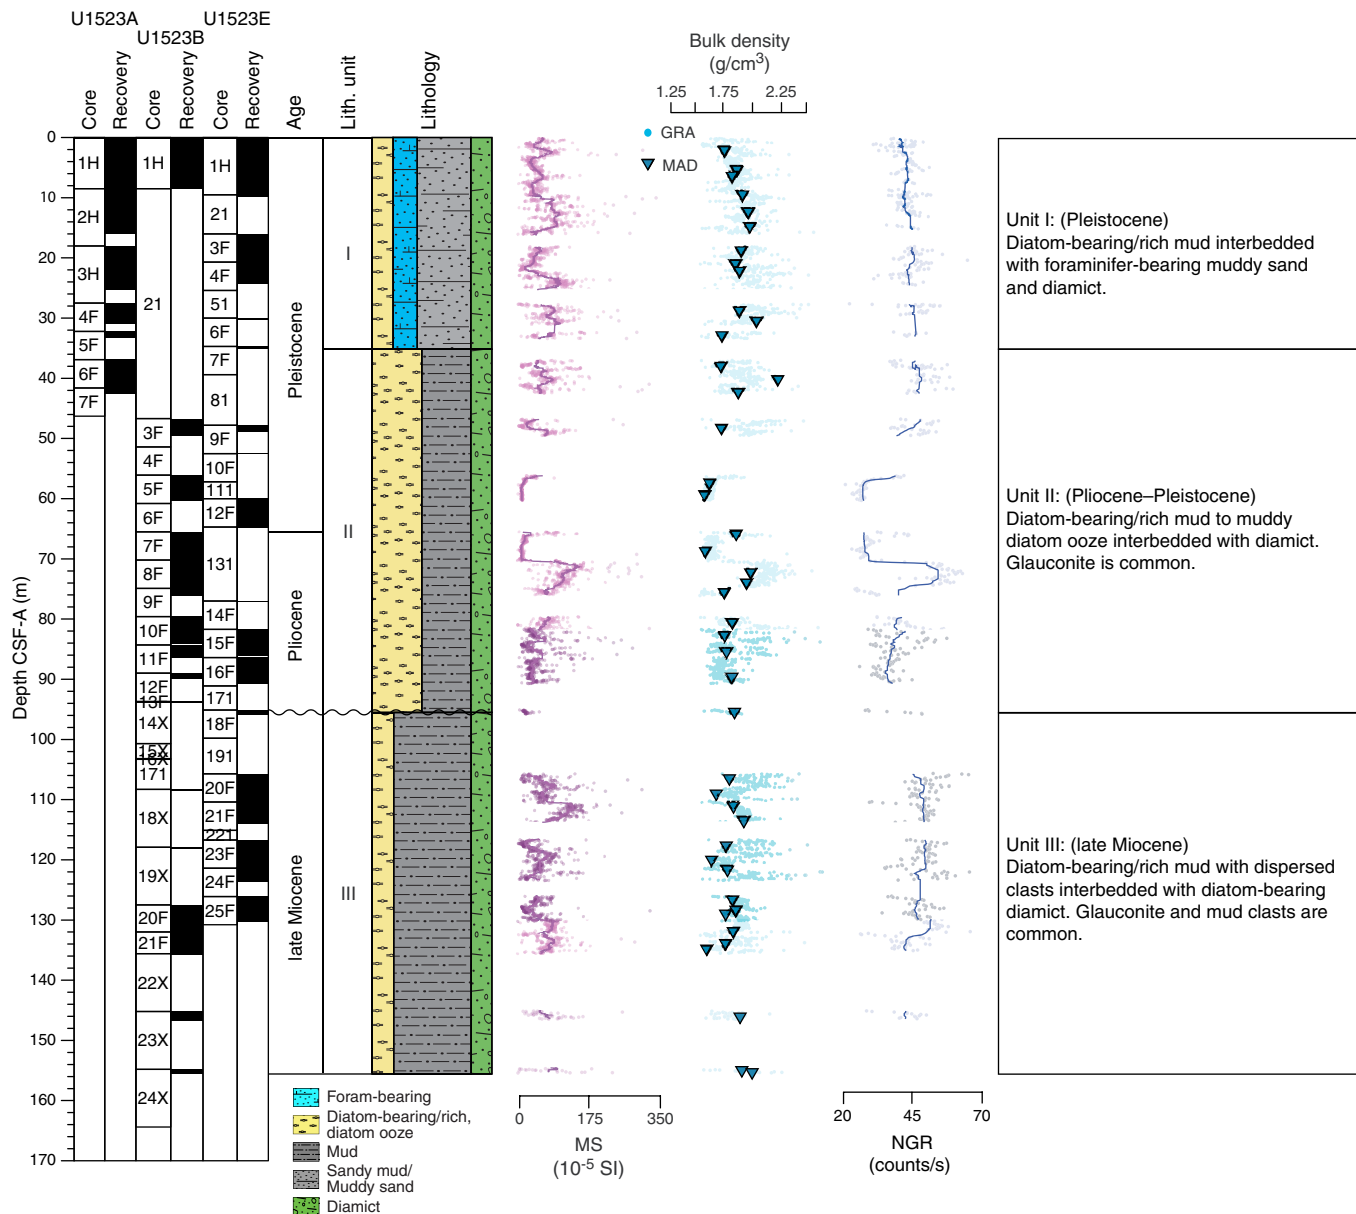 U1523A
U1523B
U1523E
Core
Recovery
Core
Recovery
Core
Recovery
Age
Lith. unit
Lithology
Bulk density
(g/cm3)
1.25 1.75 2.25
GRA
MAD
Depth CSF-A (m)
0
10
20
30
40
50
60
70
80
90
100
110
120
130
140
150
160
170
1H
2H
3H
4F
5F
6F
7F
1H
21
3F
4F
5F
6F
7F
8F
9F
10F
11F
12F
13F
14X
15X
16X
171
18X
19X
20F
21F
22X
23X
24X
1H
21
3F
4F
51
6F
7F
81
9F
10F
111
12F
131
14F
15F
16F
171
18F
191
20F
21F
221
23F
24F
25F
Pleistocene
Pliocene
late Miocene
I
II
III
Unit I: (Pleistocene)
Diatom-bearing/rich mud interbedded
with foraminifer-bearing muddy sand
and diamict.
Unit II: (Pliocene–Pleistocene)
Diatom-bearing/rich mud to muddy
diatom ooze interbedded with diamict.
Glauconite is common.
Unit III: (late Miocene)
Diatom-bearing/rich mud with dispersed
clasts interbedded with diatom-bearing
diamict. Glauconite and mud clasts are
common.
Foram-bearing
Diatom-bearing/rich,
diatom ooze
Mud
Sandy mud/
Muddy sand
Diamict
0 175 350
MS
(10-5 SI)
20 45 70
NGR
(counts/s)